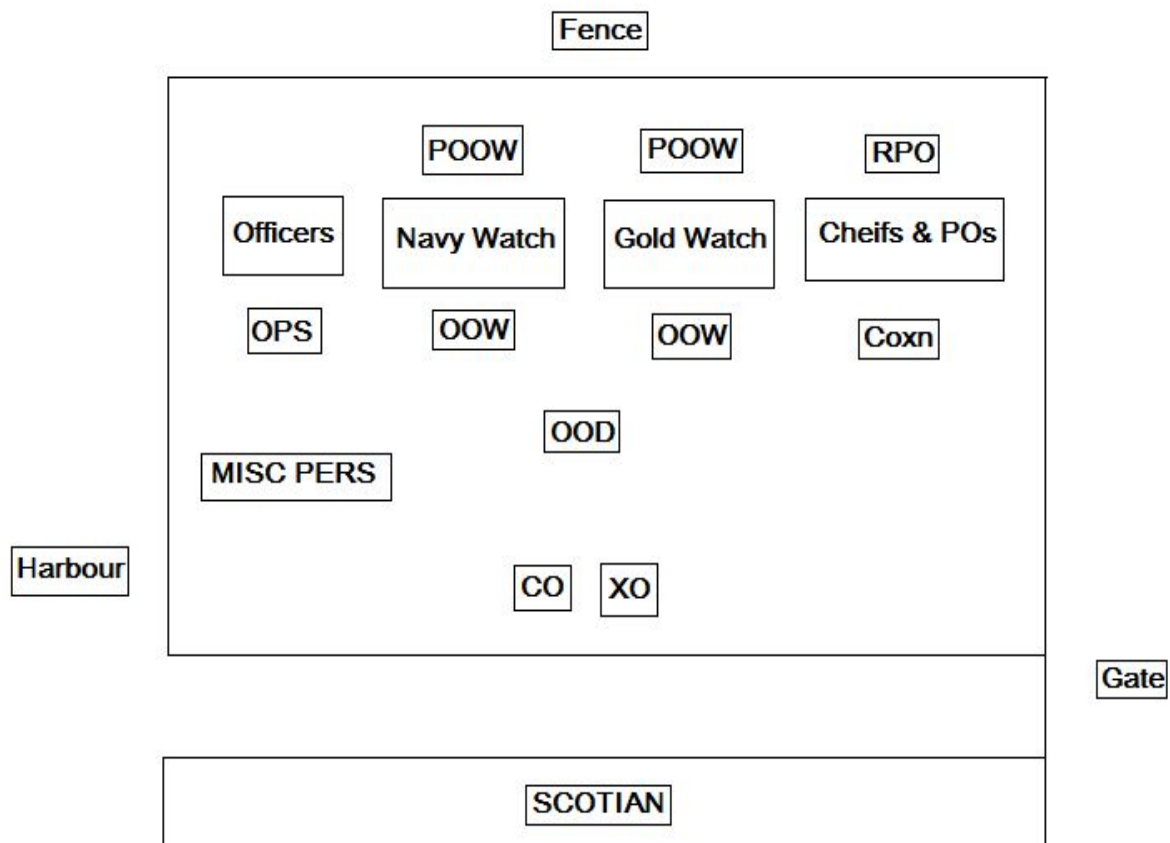 Fence
POOW
POOW
RPO
Officers
Navy Watch
Gold Watch
Cheifs & POs
OPS
OOW
OOW
Coxn
OOD
MISC PERS
Harbour
CO
XO
Gate
SCOTIAN